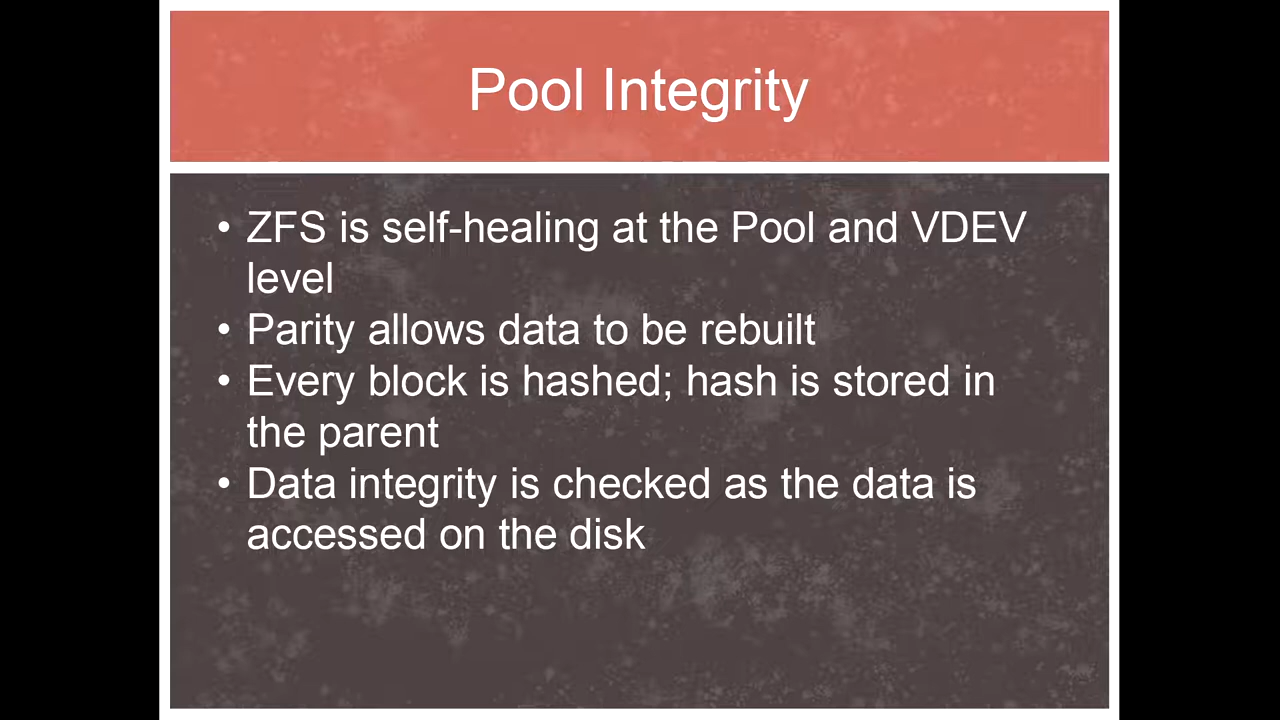 Pool Integrity
• ZFS is self-healing at the Pool and VDEV
level
• Parity allows data to be rebuilt
• Every block is hashed; hash is stored in
the parent
• Data integrity is checked as the data is
accessed on the disk